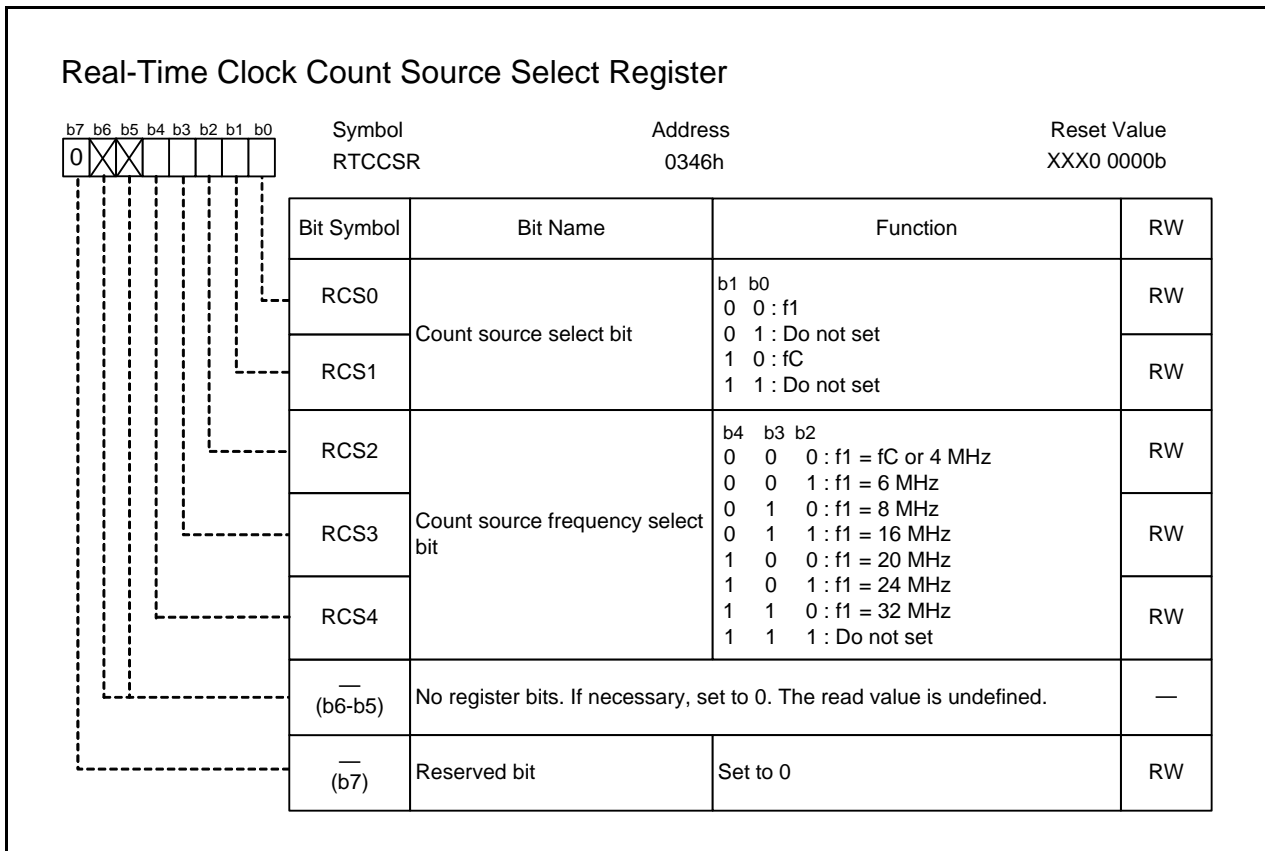 Real-Time Clock Count Source Select Register
b7 b6 b5 b4 b3 b2 b1 b0 Symbol Address Reset Value
0 RTCCSR 0346h XXX0 0000b
Bit Symbol Bit Name Function RW
RCS0 RW
RCS1 RW
Count source select bit
b1 b0
0 0 : f1
0 1 : Do not set
1 0 : fC
1 1 : Do not set
RCS2 RW
RCS3 RW
RCS4 RW
Count source frequency select
bit
b4 b3 b2
0 0 0 : f1 = fC or 4 MHz
0 0 1 : f1 = 6 MHz
0 1 0 : f1 = 8 MHz
0 1 1 : f1 = 16 MHz
1 0 0 : f1 = 20 MHz
1 0 1 : f1 = 24 MHz
1 1 0 : f1 = 32 MHz
1 1 1 : Do not set
—
(b6-b5) No register bits. If necessary, set to 0. The read value is undefined. —
—
(b7) Reserved bit Set to 0 RW